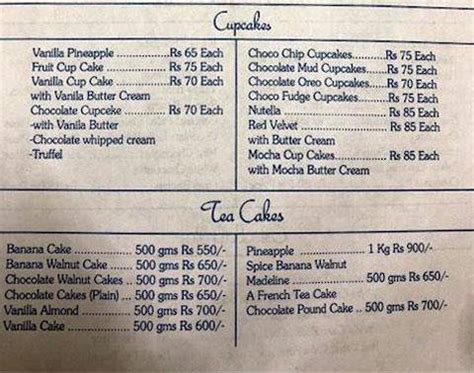 Cupcakes
Vanilla Pineapple ................Rs 65 Each
Fruit Cup Cake .....................Rs 75 Each
Vanilla Cup Cake ................Rs 70 Each
with Vanila Butter Cream
Chocolate Cupceke ............Rs 70 Each
-with Vanila Butter
-Chocolate whipped cream
-Truffel
Choco Chip Cupcakes........Rs 75 Each
Chocolate Mud Cupcakes ..Rs 75 Each
Chocolate Oreo Cupcakes ..Rs 70 Each
Choco Fudge Cupcakes ......Rs 75 Each
Nutella ................................Rs 85 Each
Red Velvet ..........................Rs 85 Each
with Butter Cream
Mocha Cup Cakes ..............Rs 85 Each
with Mocha Butter Cream
Tea Cakes
Banana Cake ............ 500 gms Rs 550/-
Banana Walnut Cake .... 500 gms Rs 650/-
Chocolate Walnut Cakes .. 500 gms Rs 700/-
Chocolate Cakes (Plain) ... 500 gms Rs 650/-
Vanilla Almond ............ 500 gms Rs 700/-
Vanilla Cake ................ 500 gms Rs 600/-
Pineapple .................. 1 Kg Rs 900/-
Spice Banana Walnut
Madeline .................. 500 gms Rs 650/-
A French Tea Cake
Chocolate Pound Cake .. 500 gms Rs 700/-